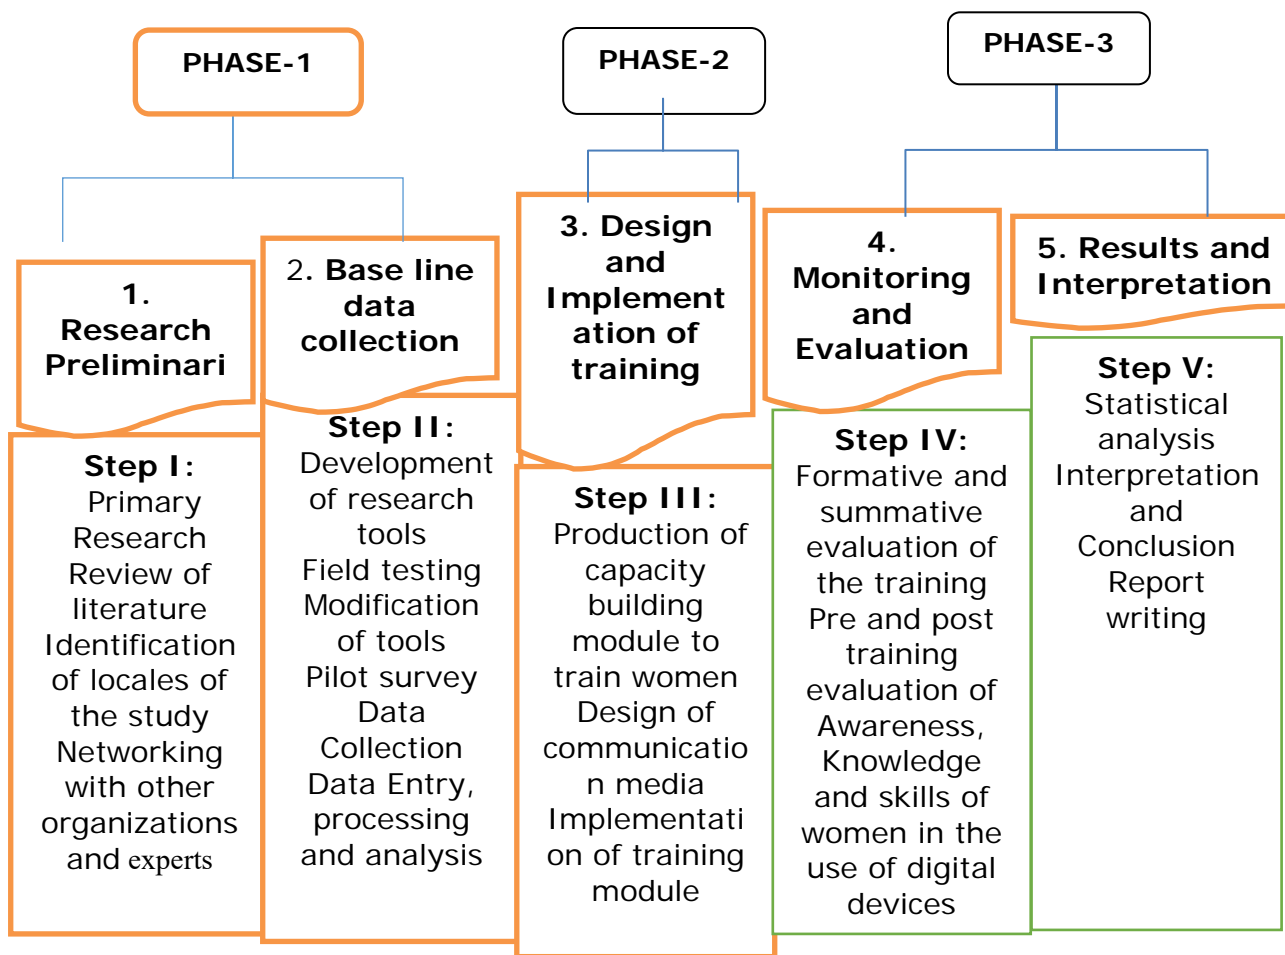 PHASE-1
PHASE-2
PHASE-3
1.
Research
Preliminari
2. Base line
data
collection
3. Design
and
Implement
ation of
training
4.
Monitoring
and
Evaluation
5. Results and
Interpretation
Step I:
Primary
Research
Review of
literature
Identification
of locales of
the study
Networking
with other
organizations
and experts
Step II:
Development
of research
tools
Field testing
Modification
of tools
Pilot survey
Data
Collection
Data Entry,
processing
and analysis
Step III:
Production of
capacity
building
module to
train women
Design of
communicatio
n media
Implementati
on of training
module
Step IV:
Formative and
summative
evaluation of
the training
Pre and post
training
evaluation of
Awareness,
Knowledge
and skills of
women in the
use of digital
devices
Step V:
Statistical
analysis
Interpretation
and
Conclusion
Report
writing